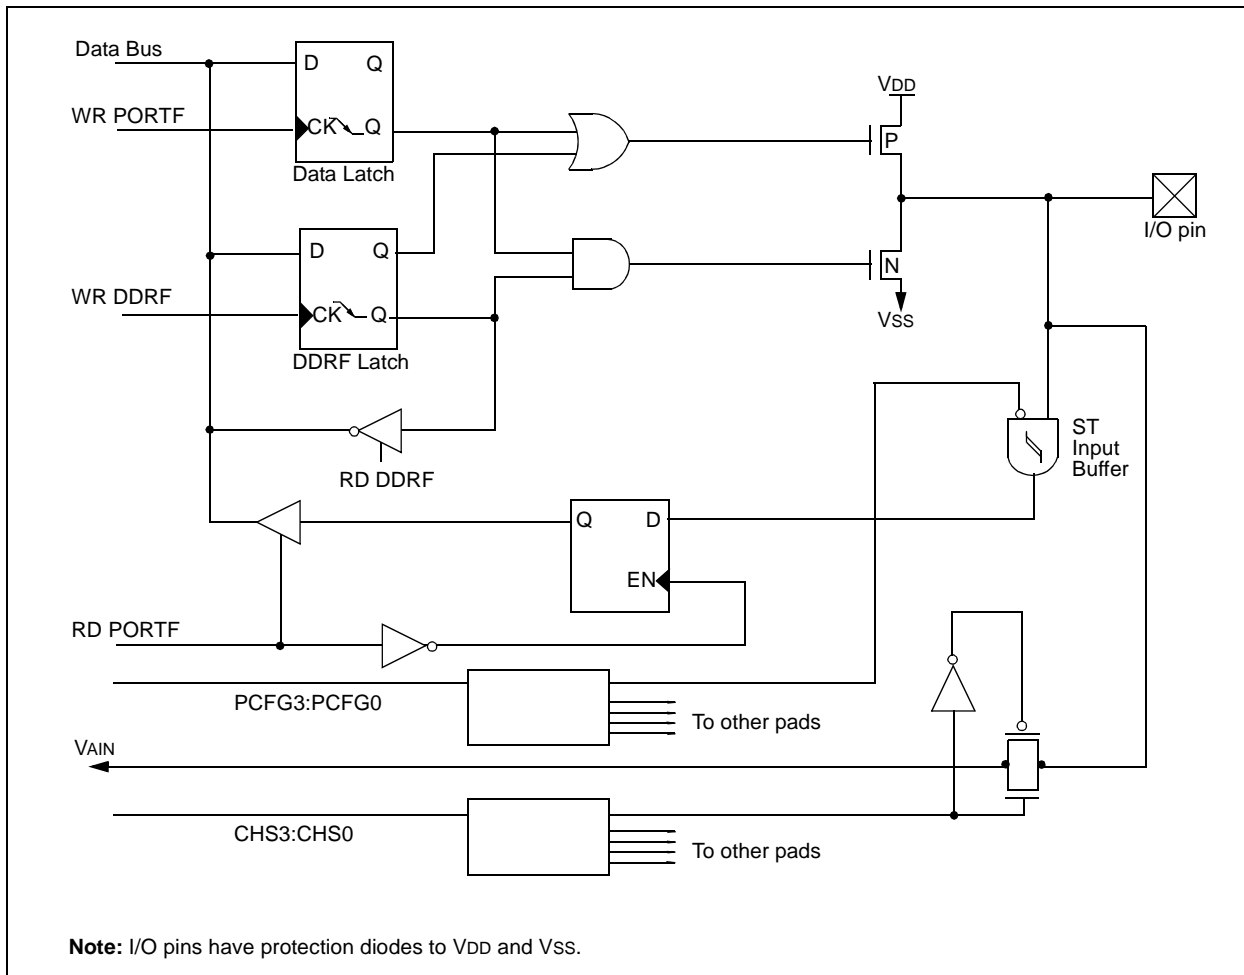 Data Bus
D Q
VDD
WR PORTF
CK Q
P
Data Latch
I/O pin
D Q
N
WR DDRF
CK Q
VSS
DDRF Latch
ST
Input
Buffer
RD DDRF
Q D
EN
RD PORTF
PCFG3:PCFG0
To other pads
VAIN
CHS3:CHS0
To other pads
Note: I/O pins have protection diodes to VDD and VSS.